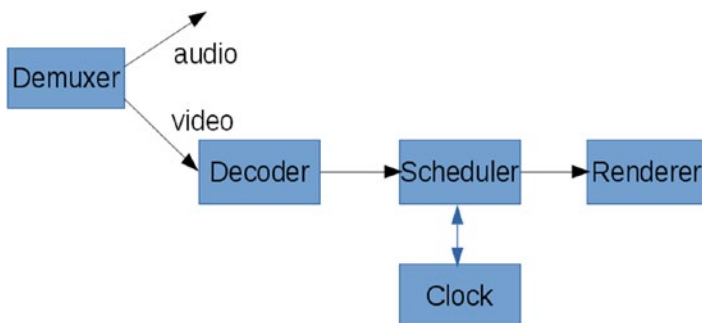 audio
Demuxer
video
Decoder
Scheduler
Renderer
Clock